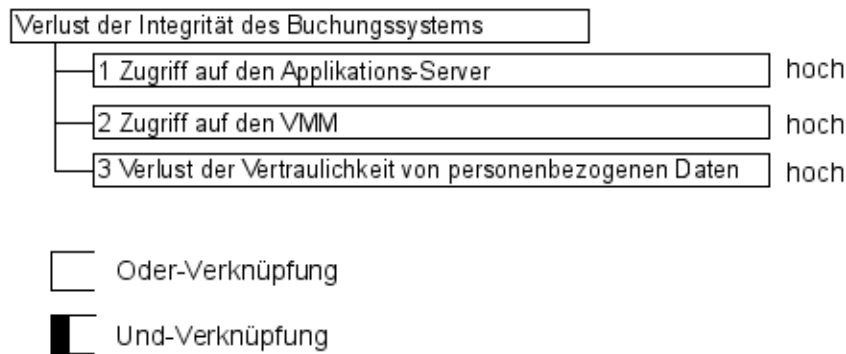 Verlust der Integrität des Buchungssystems
1 Zugriff auf den Applikations-Server hoch
2 Zugriff auf den VMM hoch
3 Verlust der Vertraulichkeit von personenbezogenen Daten hoch
Oder-Verknüpfung
Und-Verknüpfung